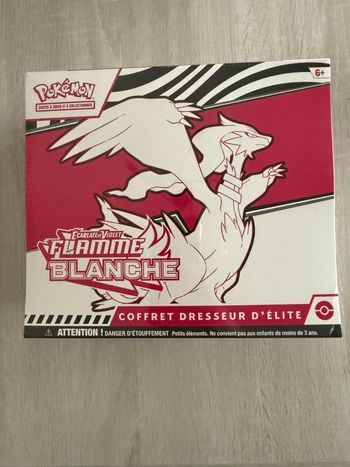 POKÉMON
CARTES À JOUER ET À COLLECTIONNER
6+
ÉCARLATE ET VIOLET
FLAMME
BLANCHE
COFFRET DRESSEUR D'ÉLITE
ATTENTION ! DANGER D'ÉTOUFFEMENT Petits éléments. Ne convient pas aux enfants de moins de 3 ans.